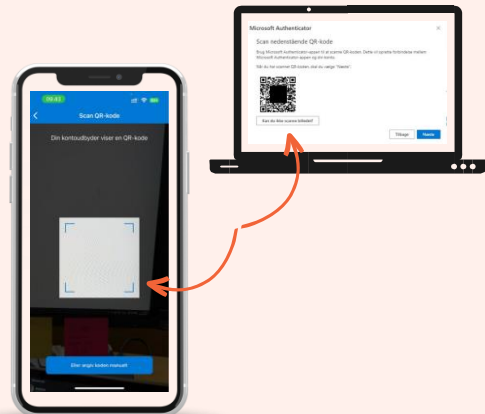 09:43
Scan QR-kode
Din kontoudbyder viser en QR-kode
Eller angiv koden manuelt
Microsoft Authenticator
Scan nedenstående QR-kode
Brug Microsoft Authenticator-appen til at scanne QR-koden. Dette vil oprette forbindelse mellem
Microsoft Authenticator-appen og din konto.
Når du har scannet QR-koden, skal du vælge "Næste".
Kan du ikke scanne billedet?
Tilbage
Næste